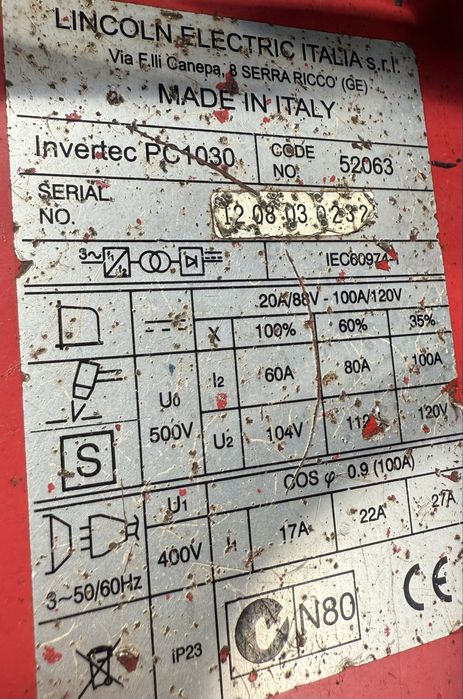 LINCOLN ELECTRIC ITALIA s.r.l.
Via F.lli Canepa, 8 SERRA RICCO' (GE)
MADE IN ITALY
Invertec PC1030 CODE NO. 52063
SERIAL NO. 12 08 03 0232
3~ IEC60974
20A/88V - 100A/120V
X 100% 60% 35%
U0 500V
I2 60A 80A 100A
S
U2 104V 112 120V
COS φ 0.9 (100A)
U1 400V
I1 17A 22A 27A
3~50/60Hz
IP23
N80
CE